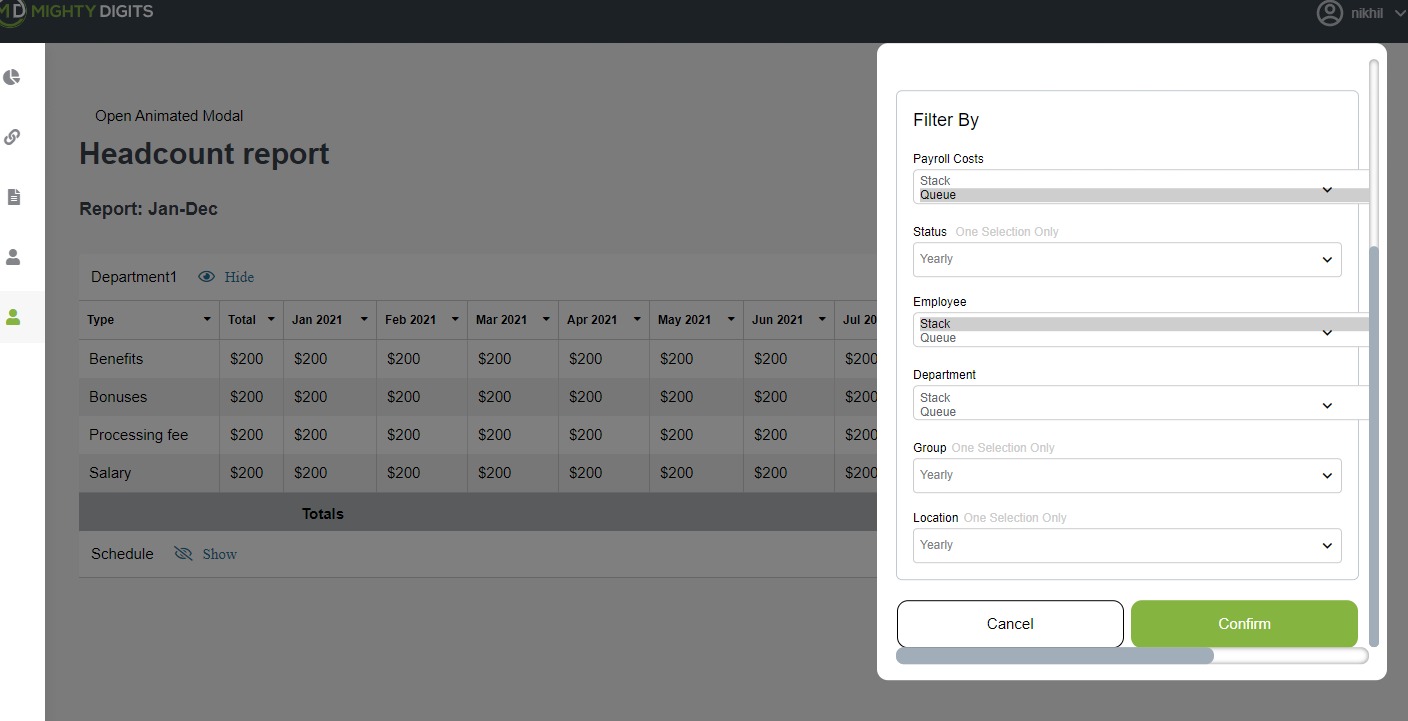 MD MIGHTY DIGITS
nikhil
Open Animated Modal
Headcount report
Report: Jan-Dec
Department1 Hide
Type Total Jan 2021 Feb 2021 Mar 2021 Apr 2021 May 2021 Jun 2021 Jul 20
Benefits $200 $200 $200 $200 $200 $200 $200 $200
Bonuses $200 $200 $200 $200 $200 $200 $200 $200
Processing fee $200 $200 $200 $200 $200 $200 $200 $200
Salary $200 $200 $200 $200 $200 $200 $200 $200
Totals
Schedule Show
Filter By
Payroll Costs
Stack
Queue
Status One Selection Only
Yearly
Employee
Stack
Queue
Department
Stack
Queue
Group One Selection Only
Yearly
Location One Selection Only
Yearly
Cancel Confirm